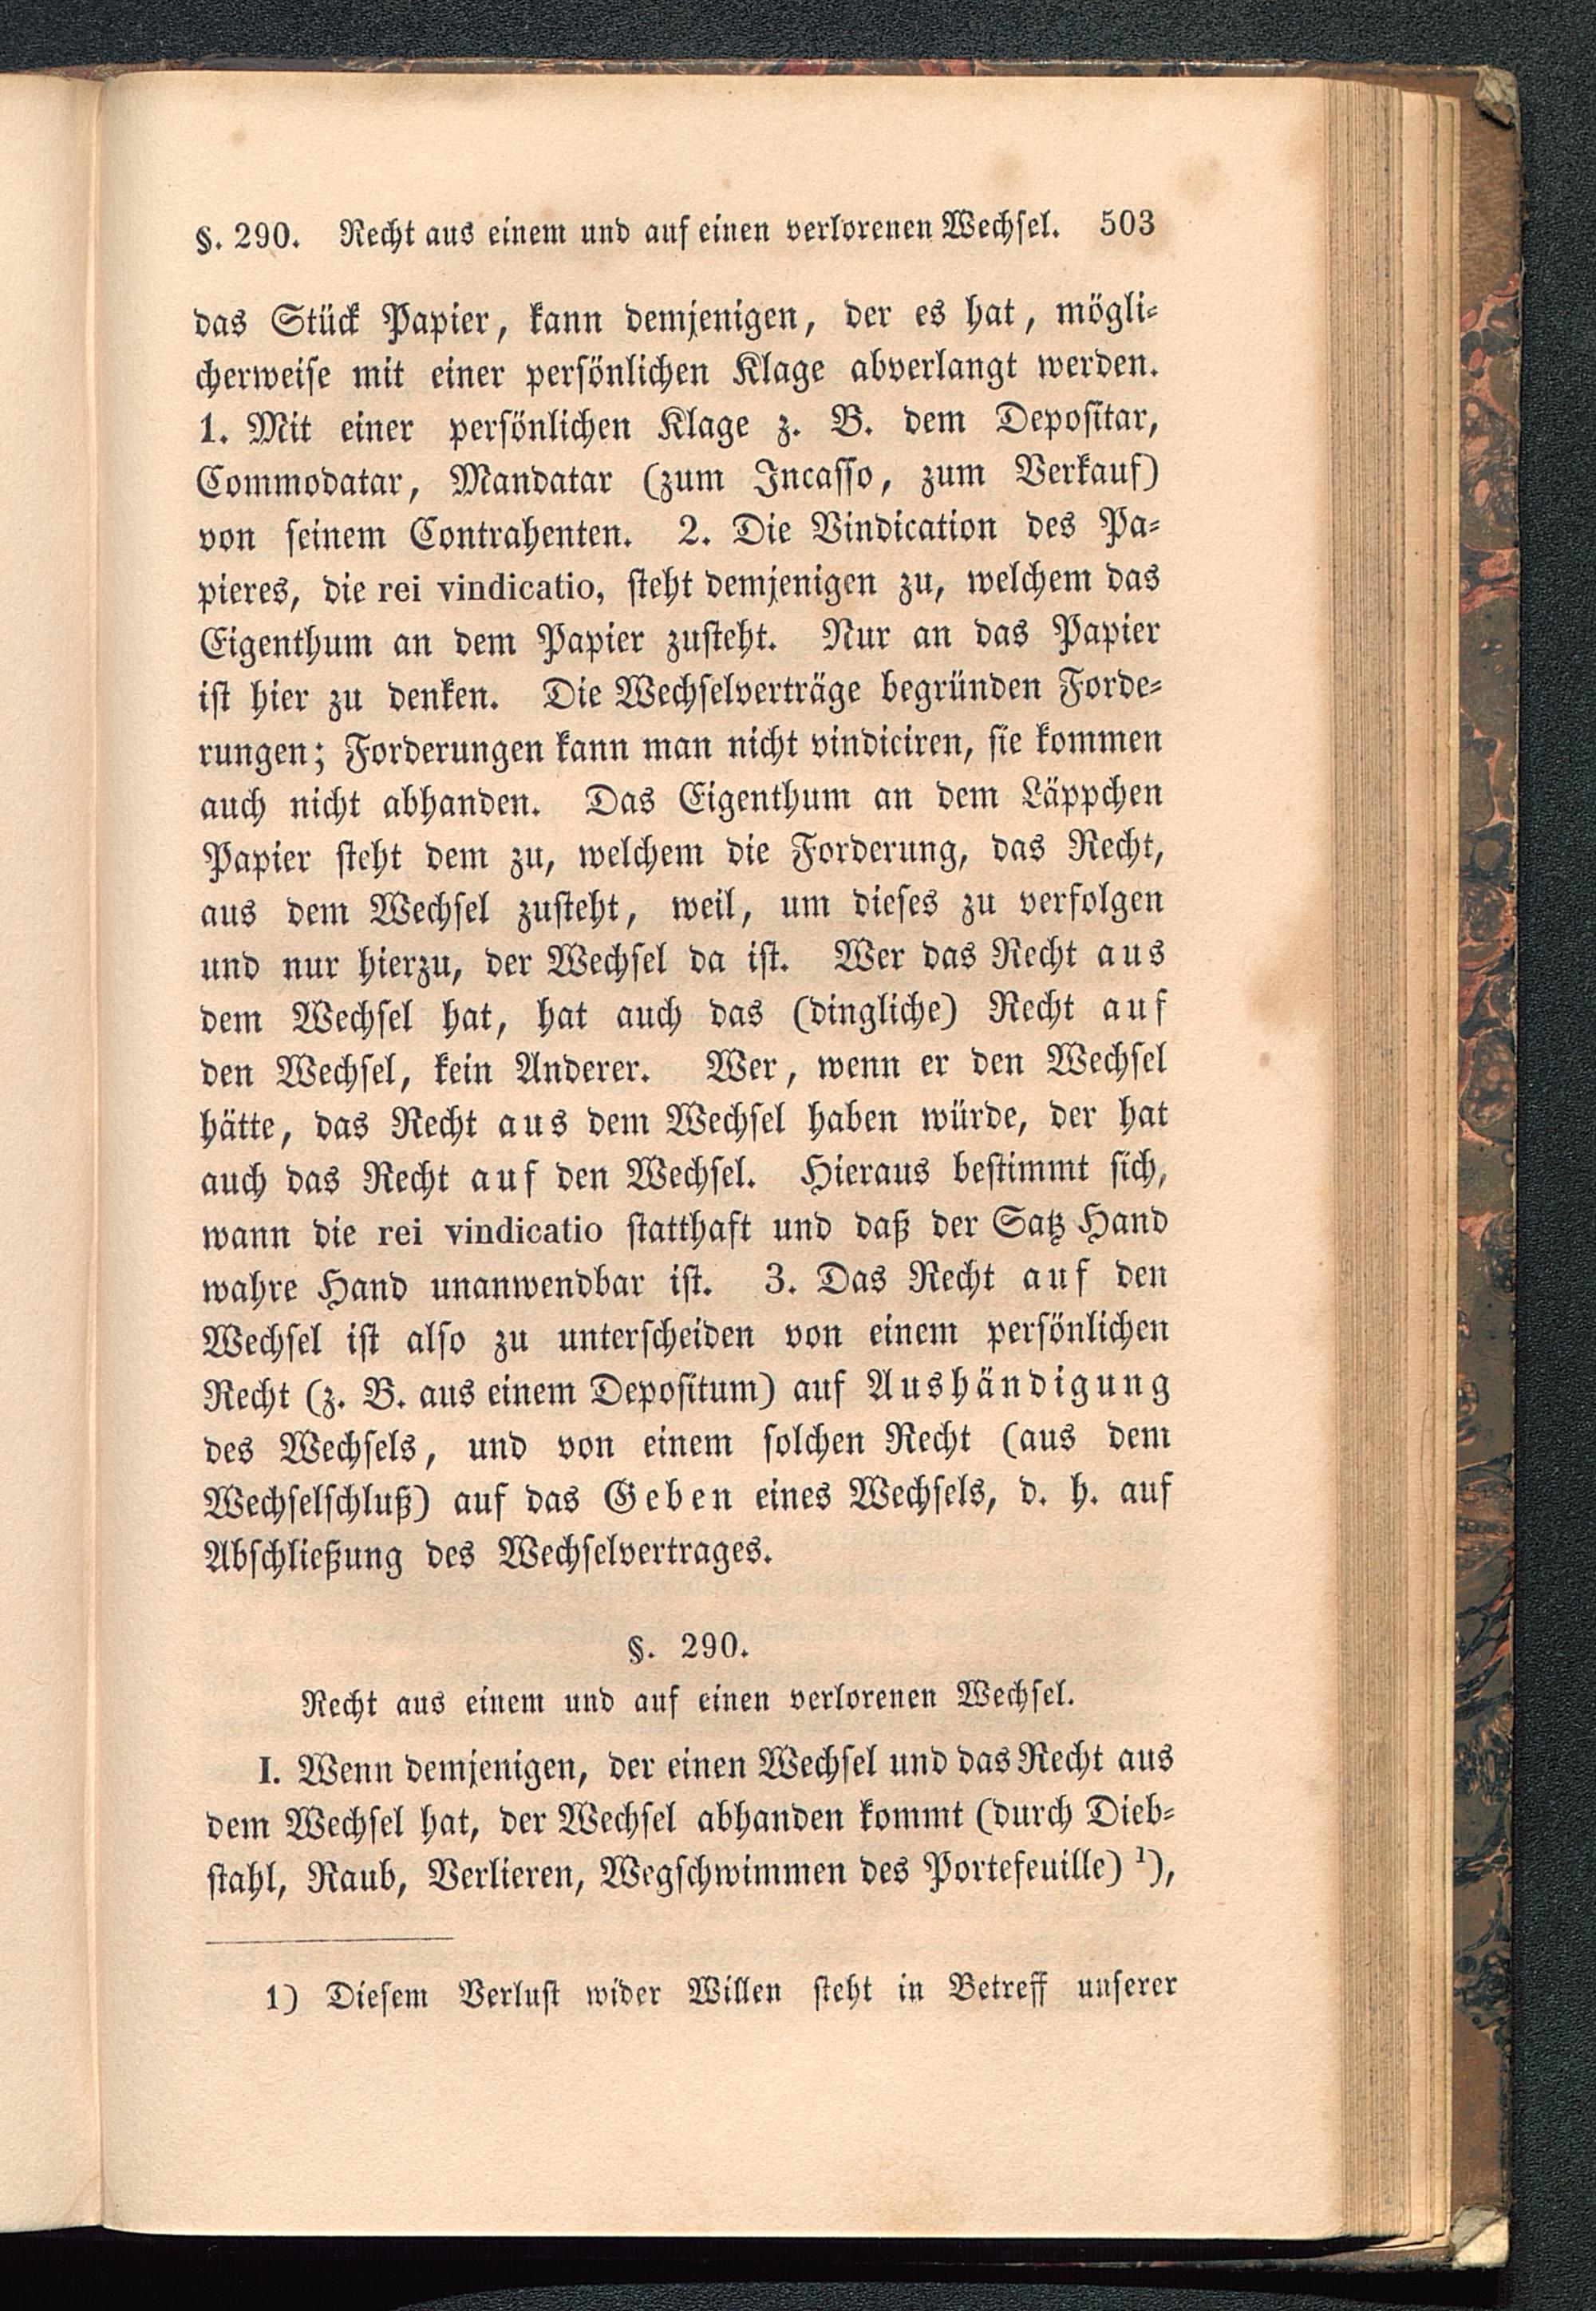 §. 290. Recht aus einem und auf einen verlorenen Wechsel. 503
das Stück Papier, kann demjenigen, der es hat, mögli-
cherweise mit einer persönlichen Klage abverlangt werden.
1. Mit einer persönlichen Klage z. B. dem Depositar,
Commodatar, Mandatar (zum Incasso, zum Verkauf)
von seinem Contrahenten. 2. Die Vindication des Pa-
pieres, die rei vindicatio, steht demjenigen zu, welchem das
Eigenthum an dem Papier zusteht. Nur an das Papier
ist hier zu denken. Die Wechselverträge begründen Forde-
rungen; Forderungen kann man nicht vindiciren, sie kommen
auch nicht abhanden. Das Eigenthum an dem Läppchen
Papier steht dem zu, welchem die Forderung, das Recht,
aus dem Wechsel zusteht, weil, um dieses zu verfolgen
und nur hierzu, der Wechsel da ist. Wer das Recht aus
dem Wechsel hat, hat auch das (dingliche) Recht auf
den Wechsel, kein Anderer. Wer, wenn er den Wechsel
hätte, das Recht aus dem Wechsel haben würde, der hat
auch das Recht auf den Wechsel. Hieraus bestimmt sich,
wann die rei vindicatio statthaft und daß der Satz Hand
wahre Hand unanwendbar ist. 3. Das Recht auf den
Wechsel ist also zu unterscheiden von einem persönlichen
Recht (z. B. aus einem Depositum) auf Aushändigung
des Wechsels, und von einem solchen Recht (aus dem
Wechselschluß) auf das Geben eines Wechsels, d. h. auf
Abschließung des Wechselvertrages.
§. 290.
Recht aus einem und auf einen verlorenen Wechsel.
I. Wenn demjenigen, der einen Wechsel und das Recht aus
dem Wechsel hat, der Wechsel abhanden kommt (durch Dieb-
stahl, Raub, Verlieren, Wegschwimmen des Portefeuille) ¹),
1) Diesem Verlust wider Willen steht in Betreff unserer